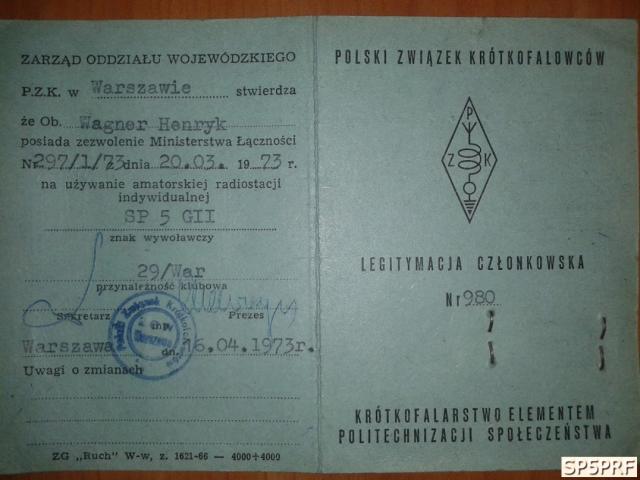 ZARZĄD ODDZIAŁU WOJEWÓDZKIEGO
P.Z.K. w Warszawie stwierdza
że Ob. Wagner Henryk
posiada zezwolenie Ministerstwa Łączności
Nr 297/1/73 z dnia 20.03. 1973 r.
na używanie amatorskiej radiostacji
indywidualnej
SP 5 GII
znak wywoławczy
29/War
przynależność klubowa
Sekretarz Prezes
Warszawa dn. 16.04.1973r.
Uwagi o zmianach
ZG „Ruch" W-w, z. 1621-66 — 4000+4000
POLSKI ZWIĄZEK KRÓTKOFALOWCÓW
P
Z K
LEGITYMACJA CZŁONKOWSKA
Nr 980
KRÓTKOFALARSTWO ELEMENTEM
POLITECHNIZACJI SPOŁECZEŃSTWA
SP5PRF